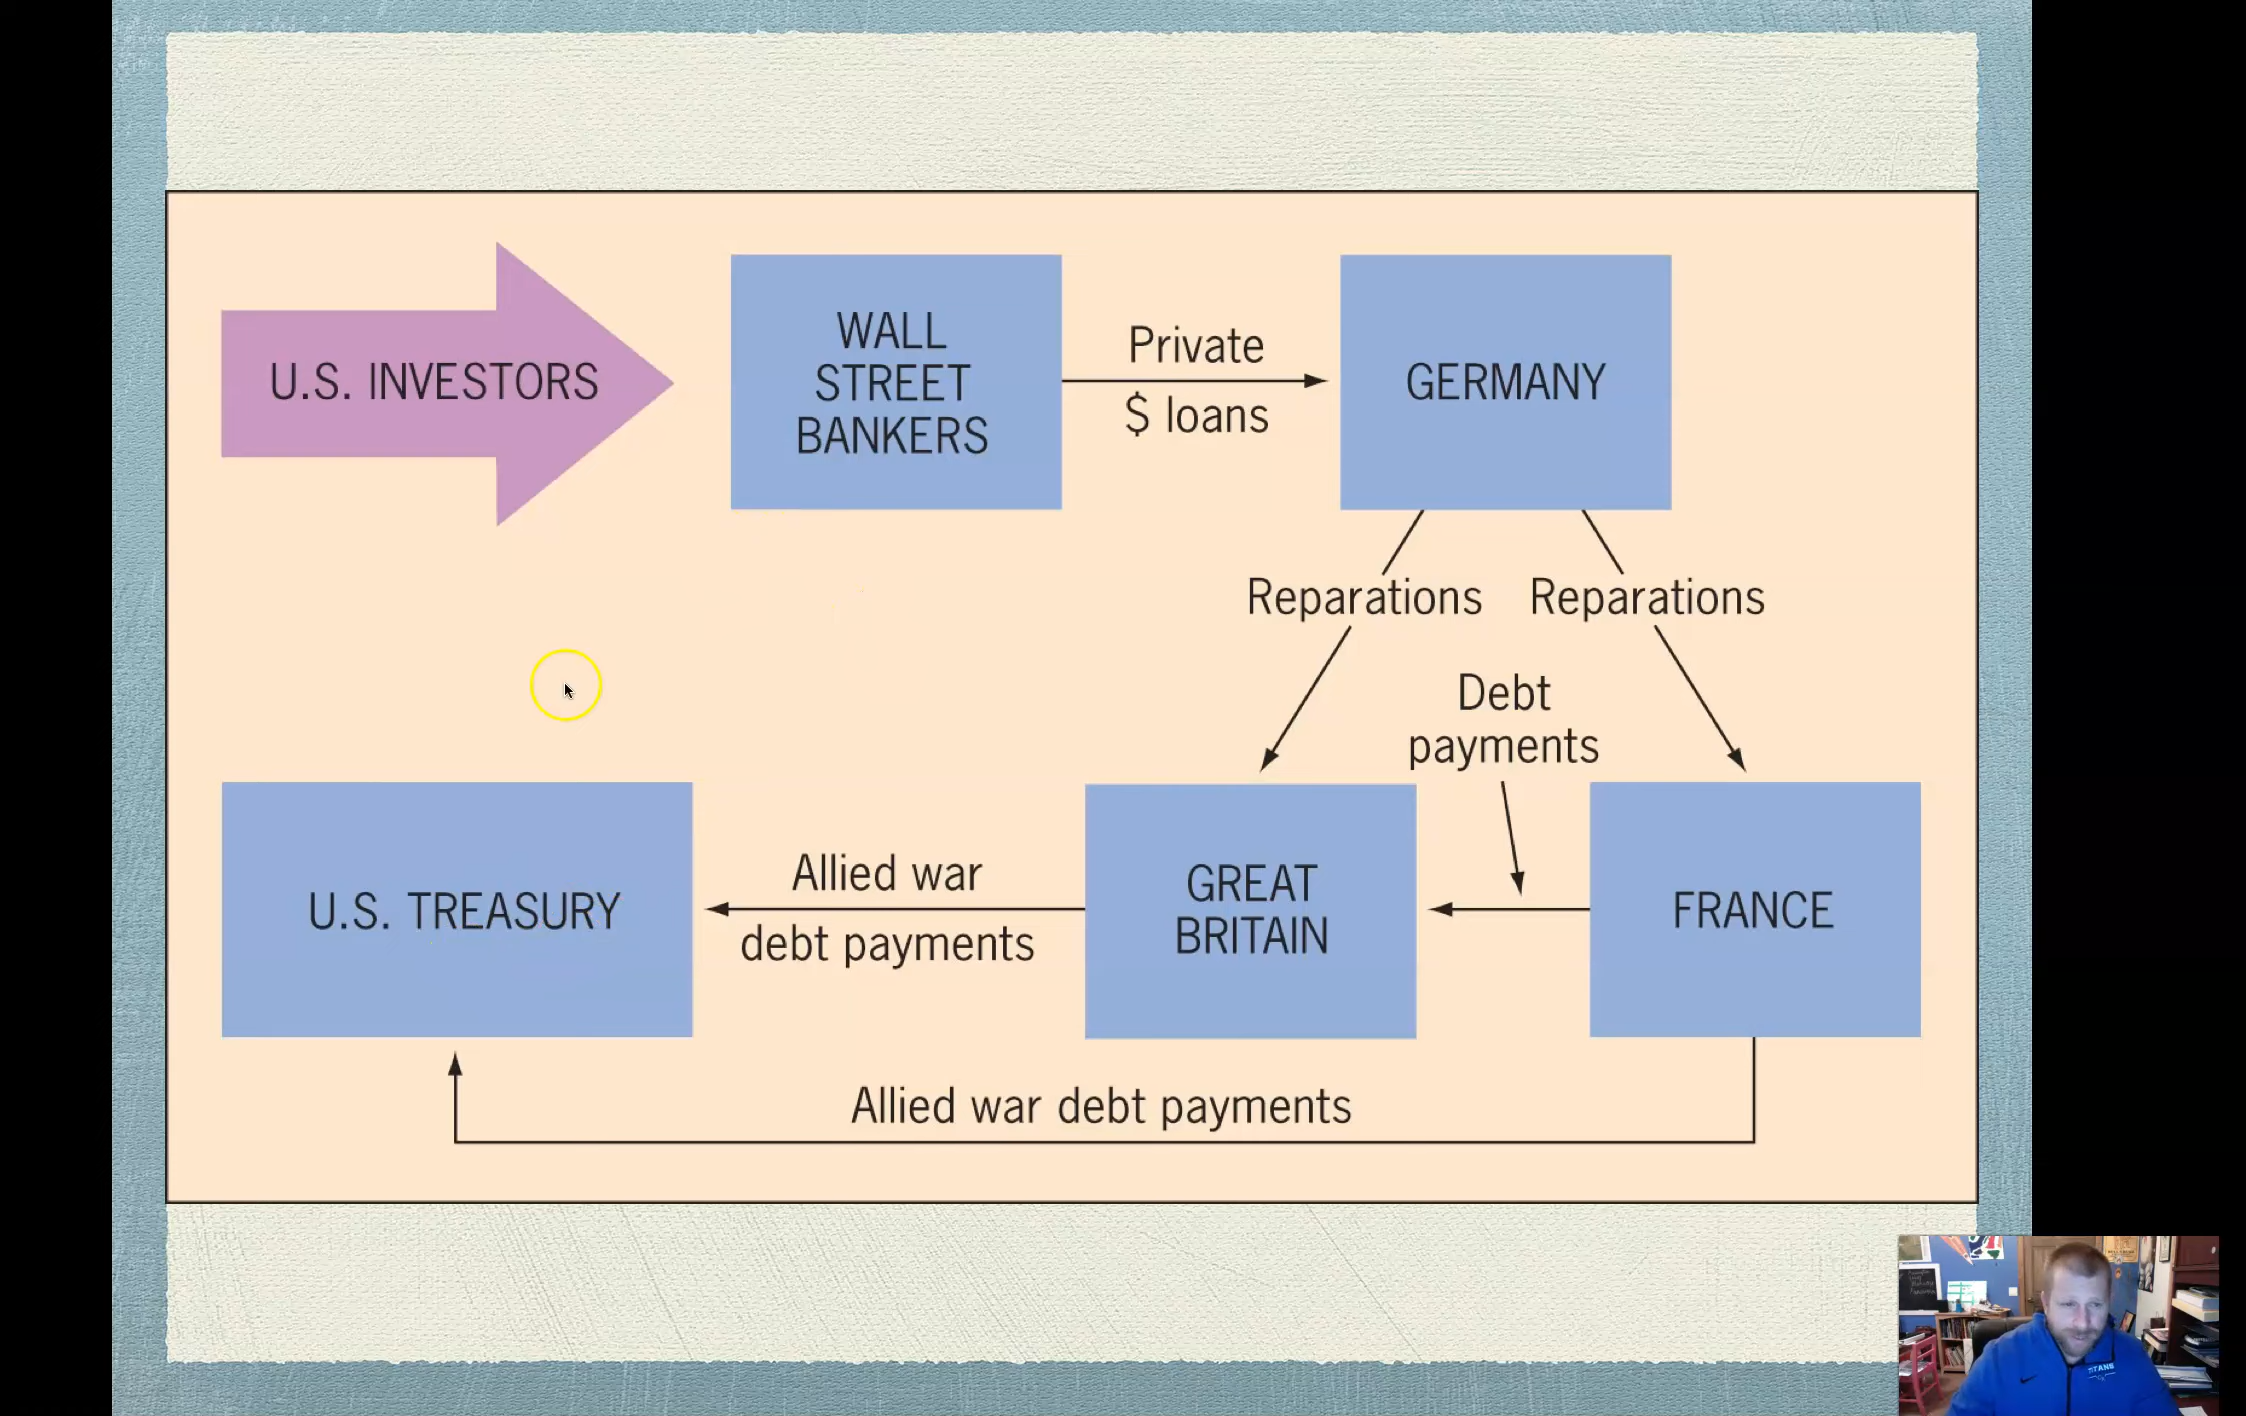 U.S. INVESTORS
WALL
STREET
BANKERS
Private
$ loans
GERMANY
Reparations
Reparations
Debt
payments
U.S. TREASURY
Allied war
debt payments
GREAT
BRITAIN
FRANCE
Allied war debt payments
TITANS